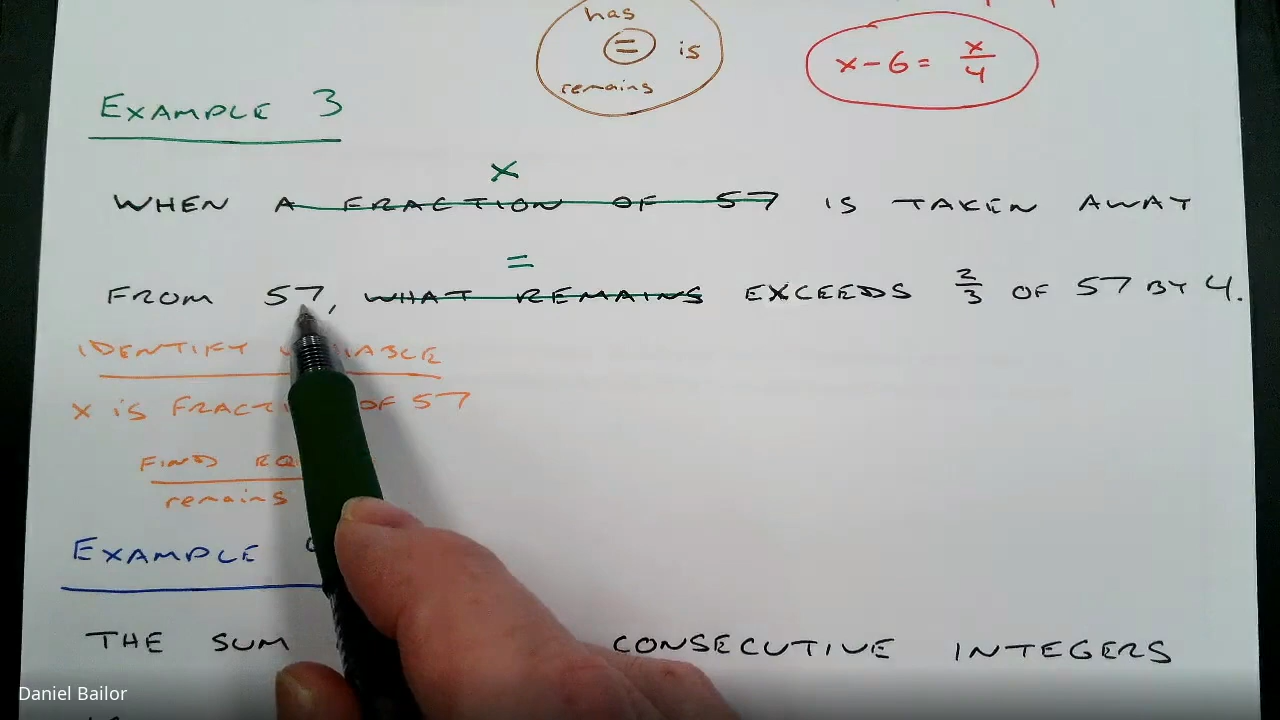 has
= is
remains
x - 6 = x/4
EXAMPLE 3
x
WHEN A FRACTION OF 57 IS TAKEN AWAY
=
FROM 57, WHAT REMAINS EXCEEDS 2/3 OF 57 BY 4.
IDENTIFY
x IS OF 57
FIND
remains
EXAMPLE
THE SUM CONSECUTIVE INTEGERS
Daniel Bailor